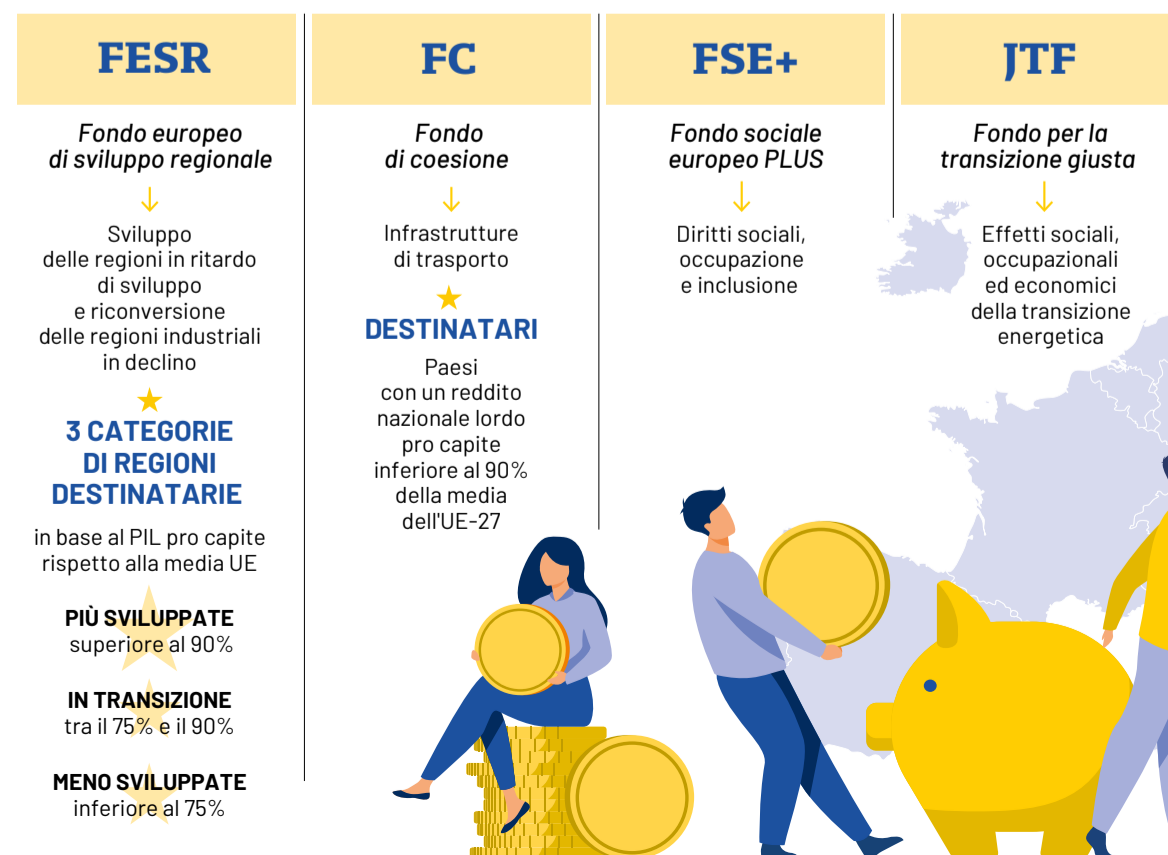 FESR
Fondo europeo
di sviluppo regionale
Sviluppo
delle regioni in ritardo
di sviluppo
e riconversione
delle regioni industriali
in declino
3 CATEGORIE
DI REGIONI
DESTINATARIE
in base al PIL pro capite
rispetto alla media UE
PIÙ SVILUPPATE
superiore al 90%
IN TRANSIZIONE
tra il 75% e il 90%
MENO SVILUPPATE
inferiore al 75%
FC
Fondo
di coesione
Infrastrutture
di trasporto
DESTINATARI
Paesi
con un reddito
nazionale lordo
pro capite
inferiore al 90%
della media
dell'UE-27
FSE+
Fondo sociale
europeo PLUS
Diritti sociali,
occupazione
e inclusione
JTF
Fondo per la
transizione giusta
Effetti sociali,
occupazionali
ed economici
della transizione
energetica